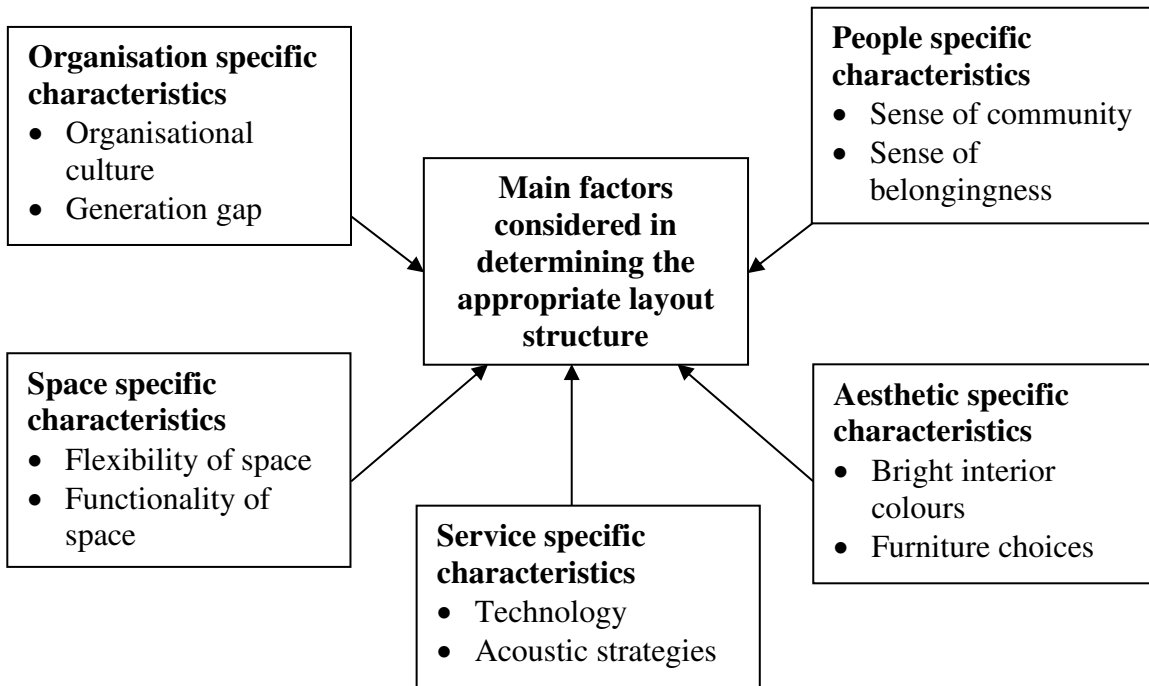 Organisation specific
characteristics
• Organisational
culture
• Generation gap
People specific
characteristics
• Sense of community
• Sense of
belongingness
Main factors
considered in
determining the
appropriate layout
structure
Space specific
characteristics
• Flexibility of space
• Functionality of
space
Service specific
characteristics
• Technology
• Acoustic strategies
Aesthetic specific
characteristics
• Bright interior
colours
• Furniture choices